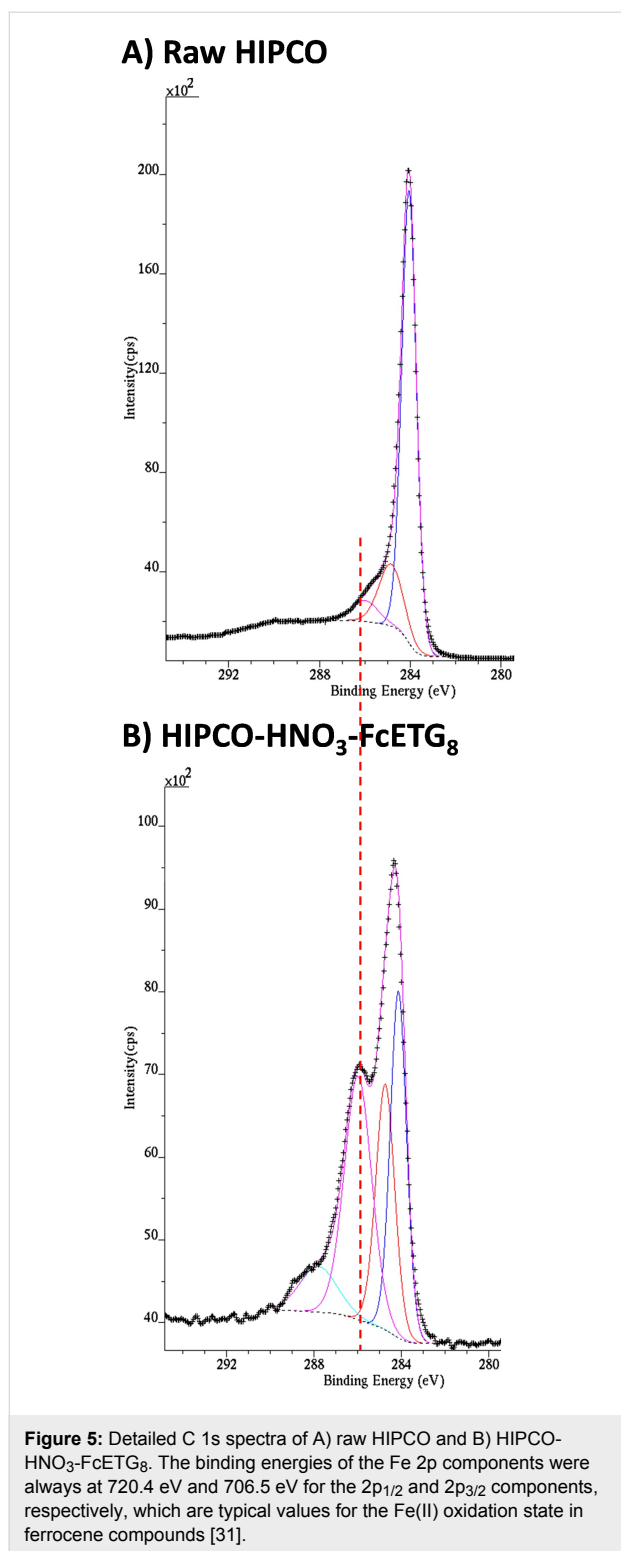 A) Raw HIPCO
x10²
200
160
120
80
40
Intensity(cps)
292 288 284 280
Binding Energy (eV)
B) HIPCO-HNO₃-FcETG₈
x10²
100
90
80
70
60
50
40
Intensity(cps)
292 288 284 280
Binding Energy (eV)
Figure 5: Detailed C 1s spectra of A) raw HIPCO and B) HIPCO-
HNO₃-FcETG₈. The binding energies of the Fe 2p components were
always at 720.4 eV and 706.5 eV for the 2p₁/₂ and 2p₃/₂ components,
respectively, which are typical values for the Fe(II) oxidation state in
ferrocene compounds [31].